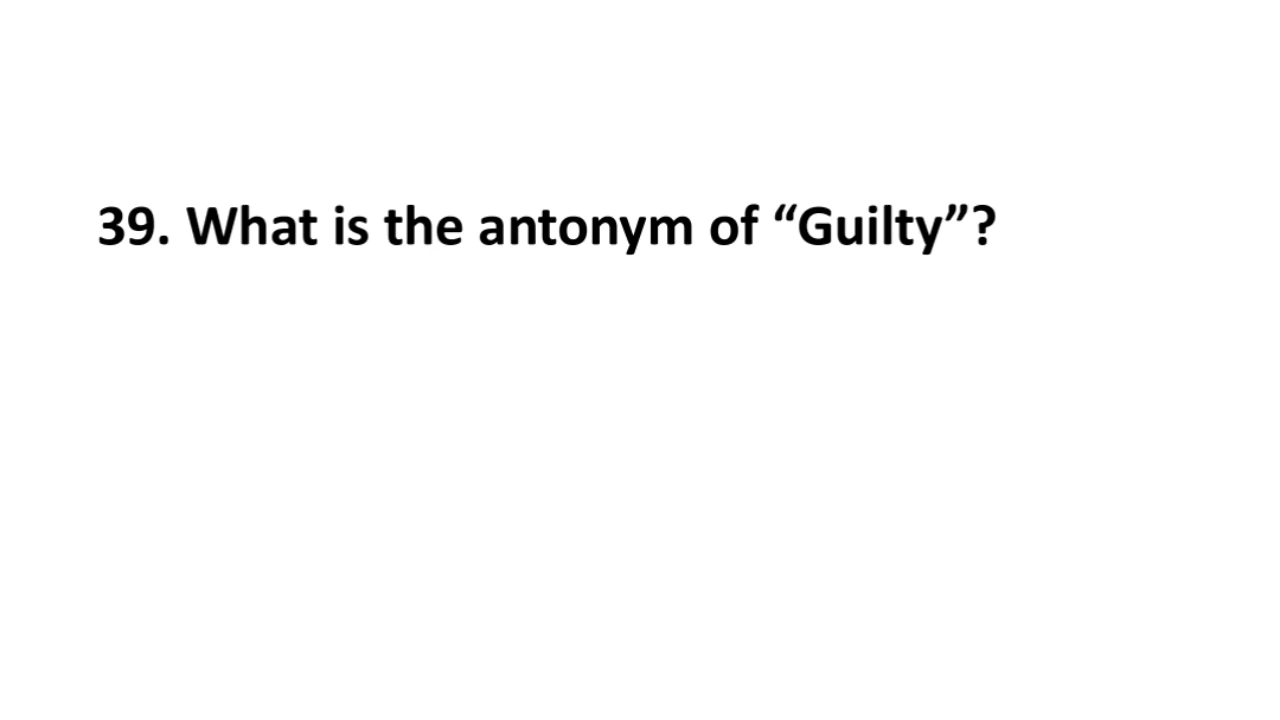 39. What is the antonym of “Guilty”?